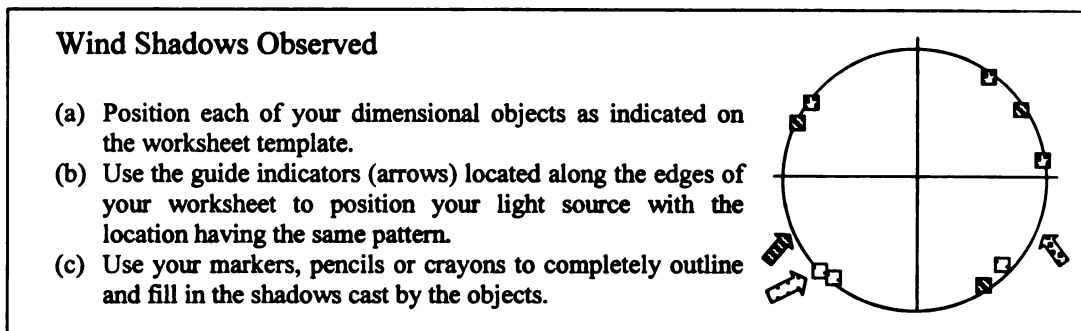 Wind Shadows Observed
(a) Position each of your dimensional objects as indicated on
the worksheet template.
(b) Use the guide indicators (arrows) located along the edges of
your worksheet to position your light source with the
location having the same pattern.
(c) Use your markers, pencils or crayons to completely outline
and fill in the shadows cast by the objects.